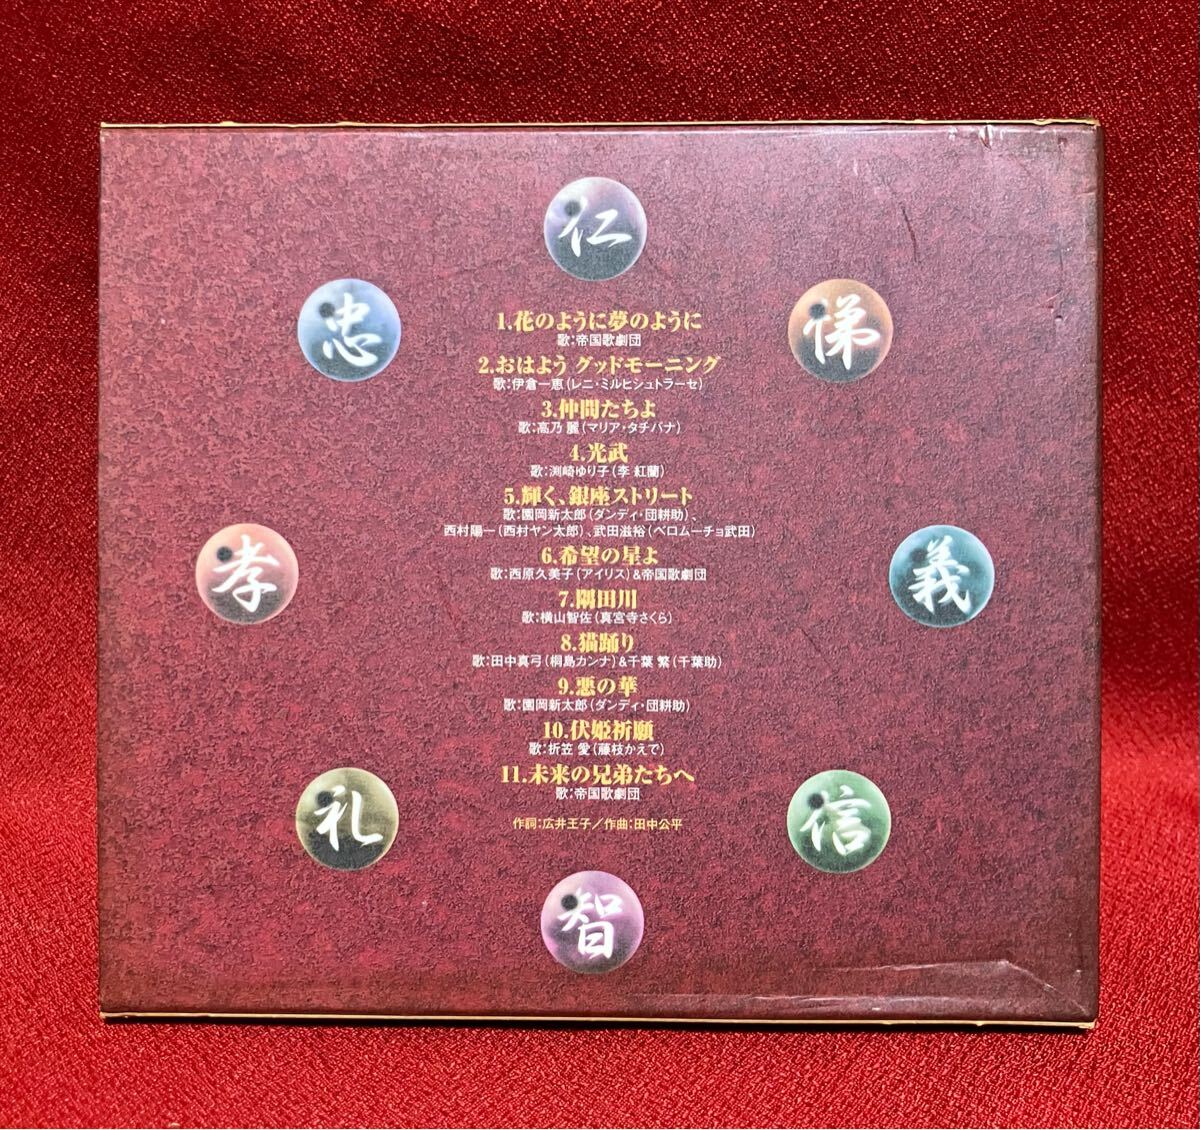 仁
忠
悌
1.花のように夢のように
歌:帝国歌劇団
2.おはよう グッドモーニング
歌:伊倉一恵(レニ・ミルヒシュトラーセ)
3.仲間たちよ
歌:高乃 麗(マリア・タチバナ)
4.光武
歌:渕崎ゆり子(李 紅蘭)
5.輝く、銀座ストリート
歌:園岡新太郎(ダンディ・団耕助)、
西村陽一(西村ヤン太郎)、武田滋裕(ベロムーチョ武田)
孝
義
6.希望の星よ
歌:西原久美子(アイリス)&帝国歌劇団
7.隅田川
歌:横山智佐(真宮寺さくら)
8.猫踊り
歌:田中真弓(桐島カンナ)&千葉 繁(千葉助)
9.悪の華
歌:園岡新太郎(ダンディ・団耕助)
10.伏姫祈願
歌:折笠 愛(藤枝かえで)
11.未来の兄弟たちへ
歌:帝国歌劇団
礼
信
作詞:広井王子/作曲:田中公平
智